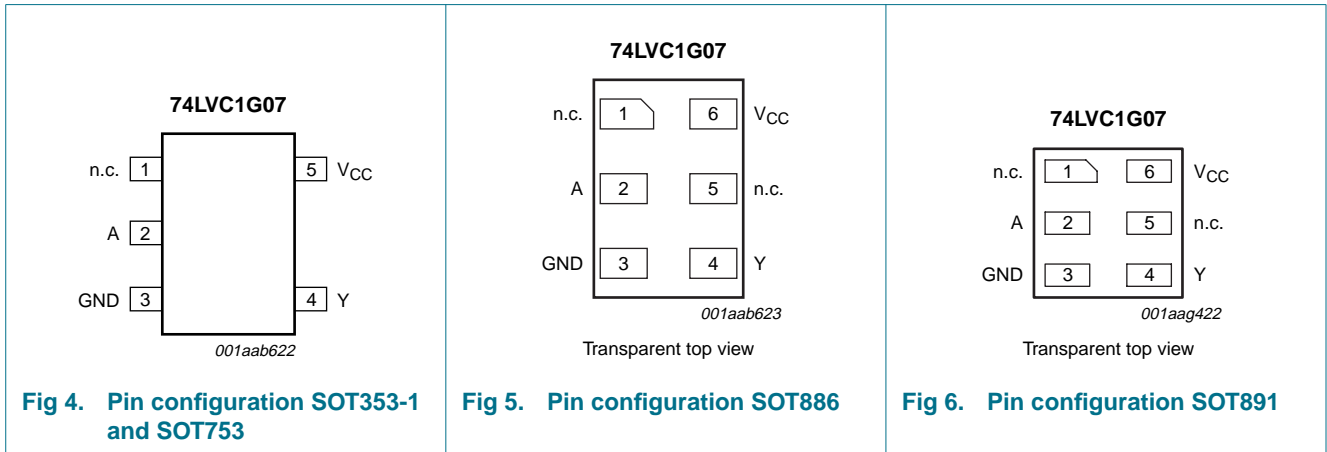 74LVC1G07
n.c. 1 5 VCC
A 2
GND 3 4 Y
001aab622
Fig 4. Pin configuration SOT353-1
and SOT753
74LVC1G07
n.c. 1 6 VCC
A 2 5 n.c.
GND 3 4 Y
001aab623
Transparent top view
Fig 5. Pin configuration SOT886
74LVC1G07
n.c. 1 6 VCC
A 2 5 n.c.
GND 3 4 Y
001aag422
Transparent top view
Fig 6. Pin configuration SOT891